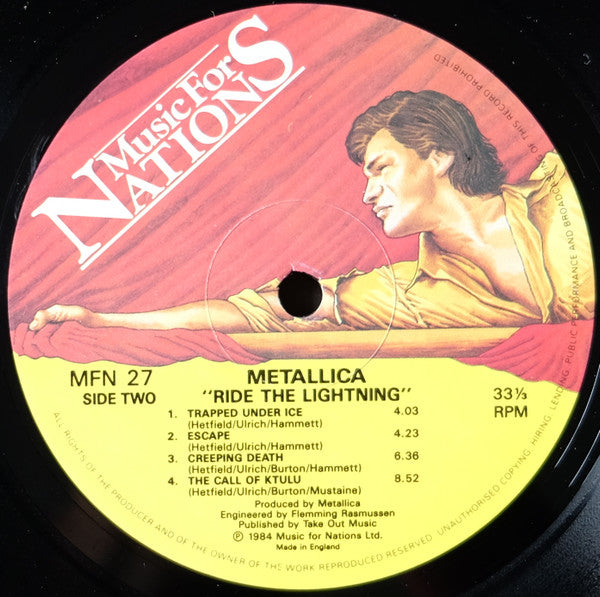 Music For
NATIONS
MFN 27
SIDE TWO
METALLICA
"RIDE THE LIGHTNING"
33⅓
RPM
1. TRAPPED UNDER ICE 4.03
(Hetfield/Ulrich/Hammett)
2. ESCAPE 4.23
(Hetfield/Ulrich/Hammett)
3. CREEPING DEATH 6.36
(Hetfield/Ulrich/Burton/Hammett)
4. THE CALL OF KTULU 8.52
(Hetfield/Ulrich/Burton/Mustaine)
Produced by Metallica
Engineered by Flemming Rasmussen
Published by Take Out Music
℗ 1984 Music for Nations Ltd.
Made in England
ALL RIGHTS OF THE PRODUCER AND OF THE OWNER OF THE WORK REPRODUCED RESERVED. UNAUTHORISED COPYING, HIRING, LENDING, PUBLIC PERFORMANCE AND BROADCASTING OF THIS RECORD PROHIBITED